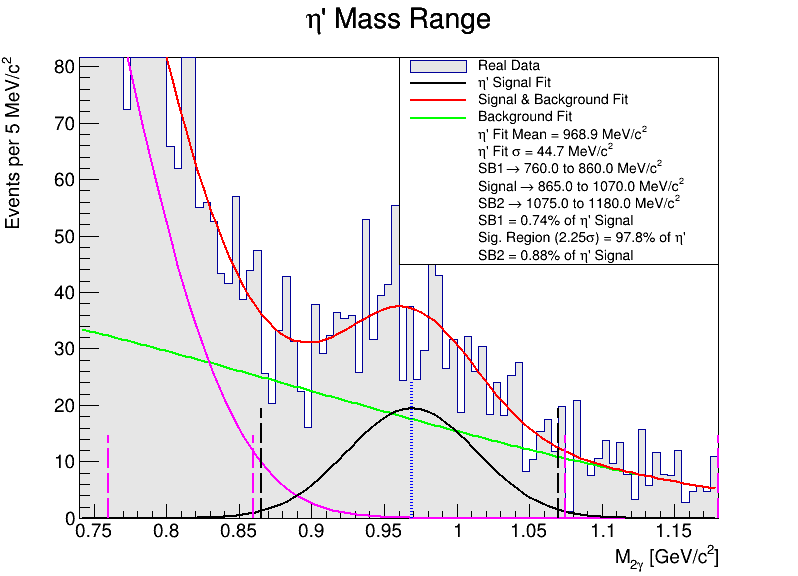 η' Mass Range
Events per 5 MeV/c²
80
70
60
50
40
30
20
10
0
Real Data
η' Signal Fit
Signal & Background Fit
Background Fit
η' Fit Mean = 968.9 MeV/c²
η' Fit σ = 44.7 MeV/c²
SB1 → 760.0 to 860.0 MeV/c²
Signal → 865.0 to 1070.0 MeV/c²
SB2 → 1075.0 to 1180.0 MeV/c²
SB1 = 0.74% of η' Signal
Sig. Region (2.25σ) = 97.8% of η'
SB2 = 0.88% of η' Signal
0.75 0.8 0.85 0.9 0.95 1 1.05 1.1 1.15
M₂γ [GeV/c²]